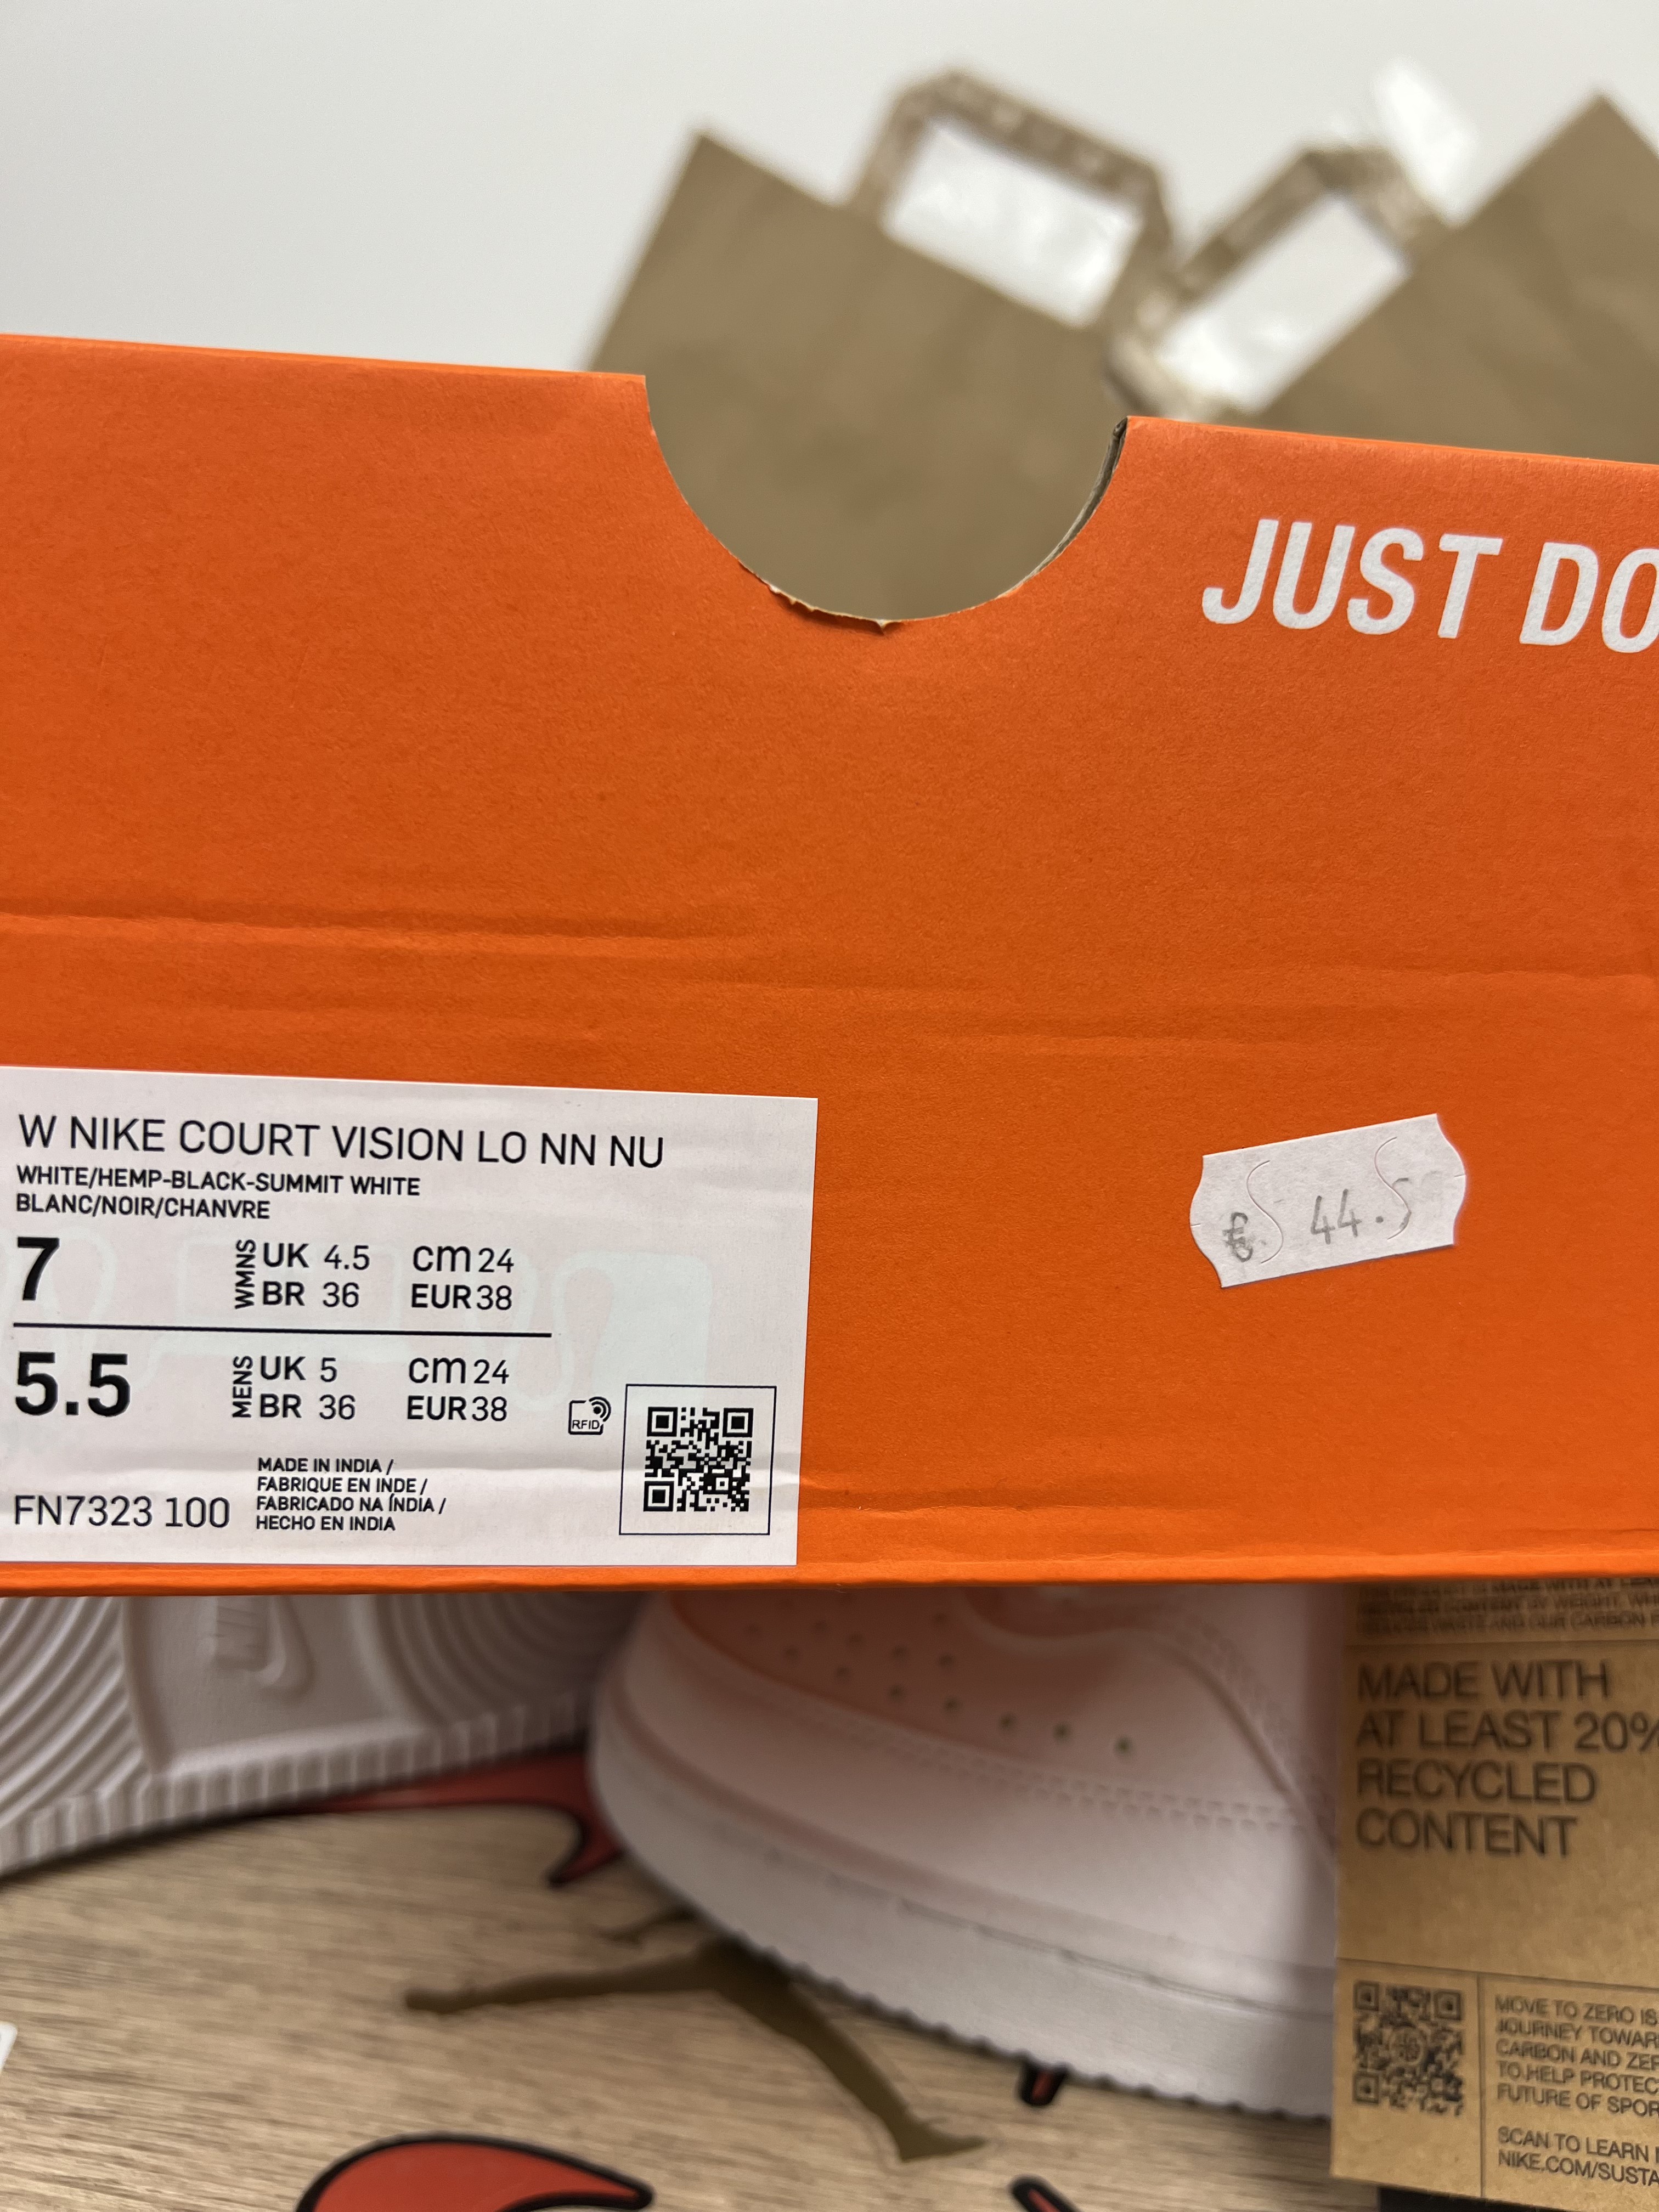 JUST DO
W NIKE COURT VISION LO NN NU
WHITE/HEMP-BLACK-SUMMIT WHITE
BLANC/NOIR/CHANVRE
7 WMNS UK 4.5 cm 24
BR 36 EUR 38
5.5 MENS UK 5 cm 24
BR 36 EUR 38
RFID
MADE IN INDIA /
FABRIQUE EN INDE /
FABRICADO NA ÍNDIA /
HECHO EN INDIA
FN7323 100
€ 44.5
MADE WITH
AT LEAST 20%
RECYCLED
CONTENT
MOVE TO ZERO IS
JOURNEY TOWAR
CARBON AND ZER
TO HELP PROTEC
FUTURE OF SPOR
SCAN TO LEARN
NIKE.COM/SUSTA